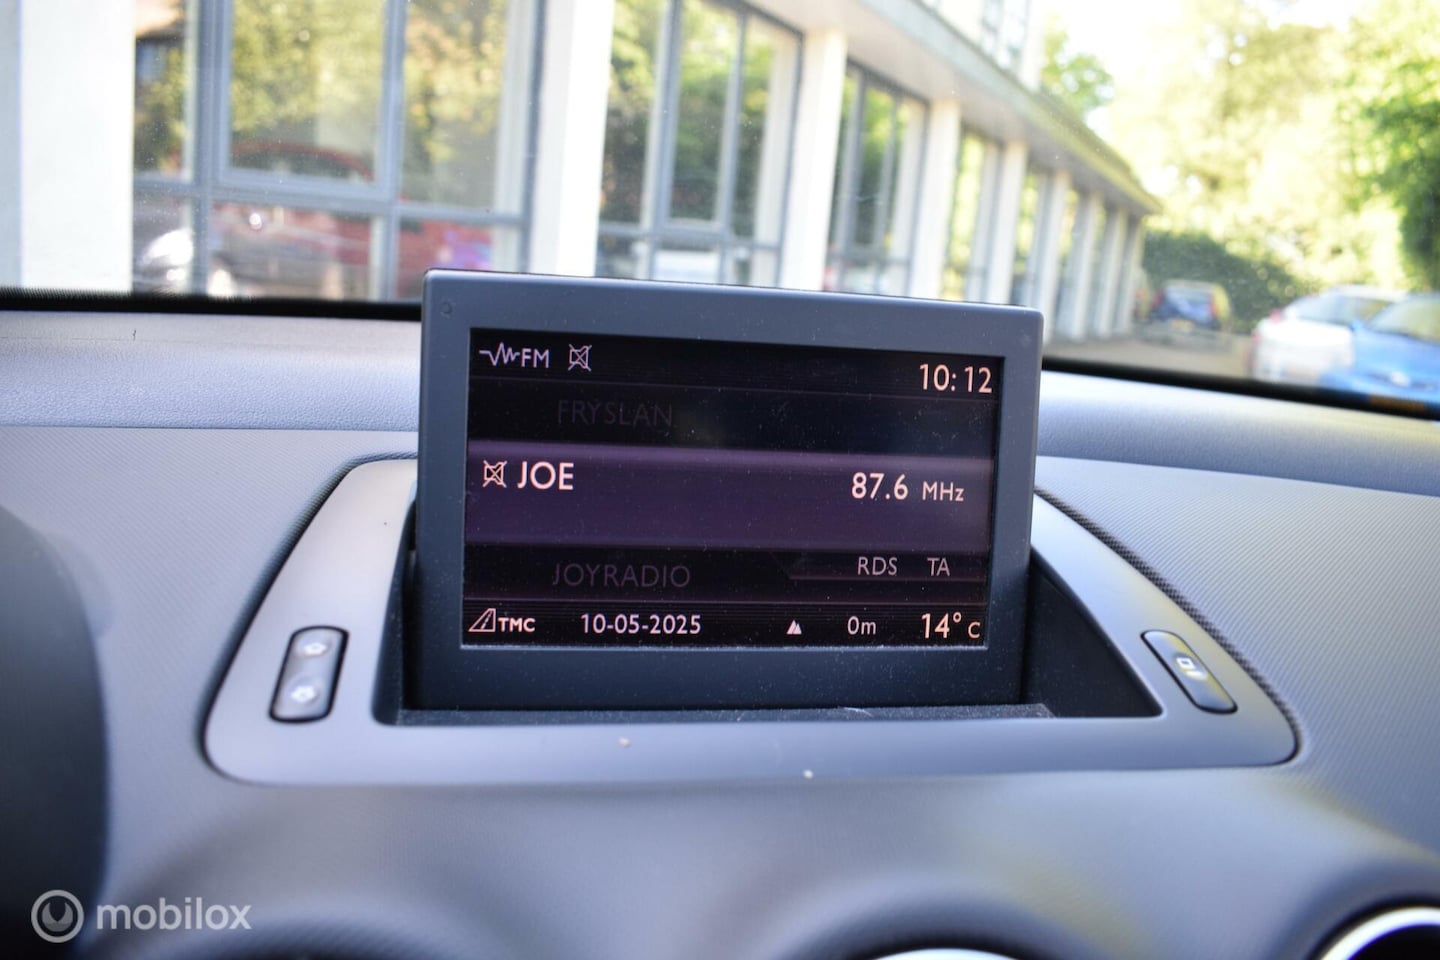 FM
10:12
FRYSLAN
JOE 87.6 MHz
JOYRADIO
RDS TA
TMC 10-05-2025 0m 14° C
mobilox